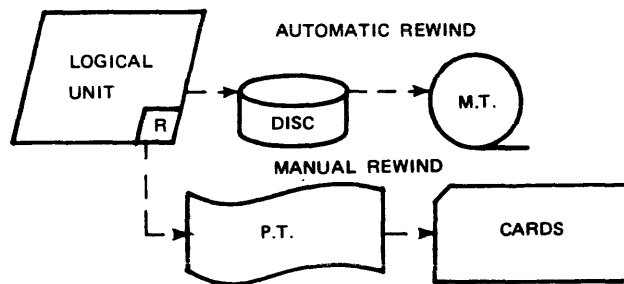 AUTOMATIC REWIND
LOGICAL
UNIT
R
DISC
M.T.
MANUAL REWIND
P.T.
CARDS